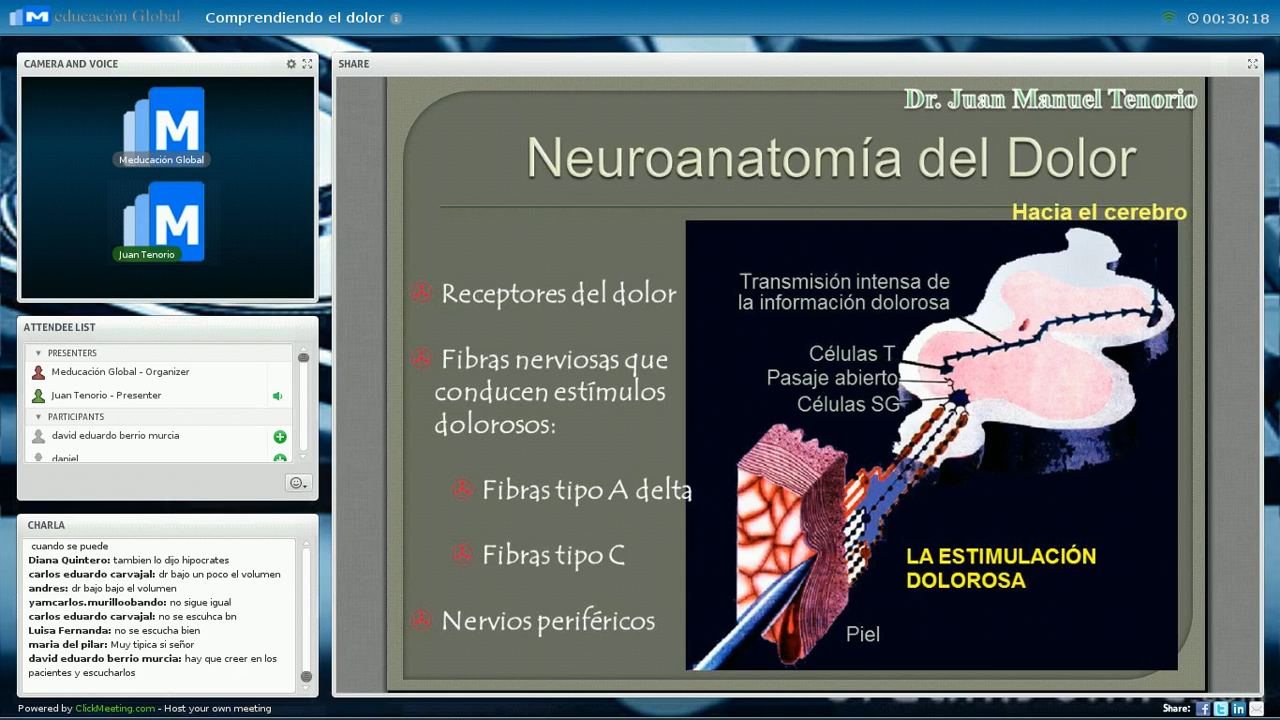 M educación Global
Comprendiendo el dolor
00:30:18
CAMERA AND VOICE
M
Meducación Global
M
Juan Tenorio
ATTENDEE LIST
PRESENTERS
Meducación Global - Organizer
Juan Tenorio - Presenter
PARTICIPANTS
david eduardo berrio murcia
daniel
CHARLA
cuando se puede
Diana Quintero: tambien lo dijo hipocrates
carlos eduardo carvajal: dr bajo un poco el volumen
andres: dr bajo bajo el volumen
yamcarlos.murilloobando: no sigue igual
carlos eduardo carvajal: no se escuhca bn
Luisa Fernanda: no se escucha bien
maria del pilar: Muy tipica si señor
david eduardo berrio murcia: hay que creer en los
pacientes y escucharlos
SHARE
Dr. Juan Manuel Tenorio
Neuroanatomía del Dolor
Hacia el cerebro
Receptores del dolor
Fibras nerviosas que
conducen estímulos
dolorosos:
Fibras tipo A delta
Fibras tipo C
Nervios periféricos
Transmisión intensa de
la información dolorosa
Células T
Pasaje abierto
Células SG
LA ESTIMULACIÓN
DOLOROSA
Piel
Powered by ClickMeeting.com - Host your own meeting
Share: